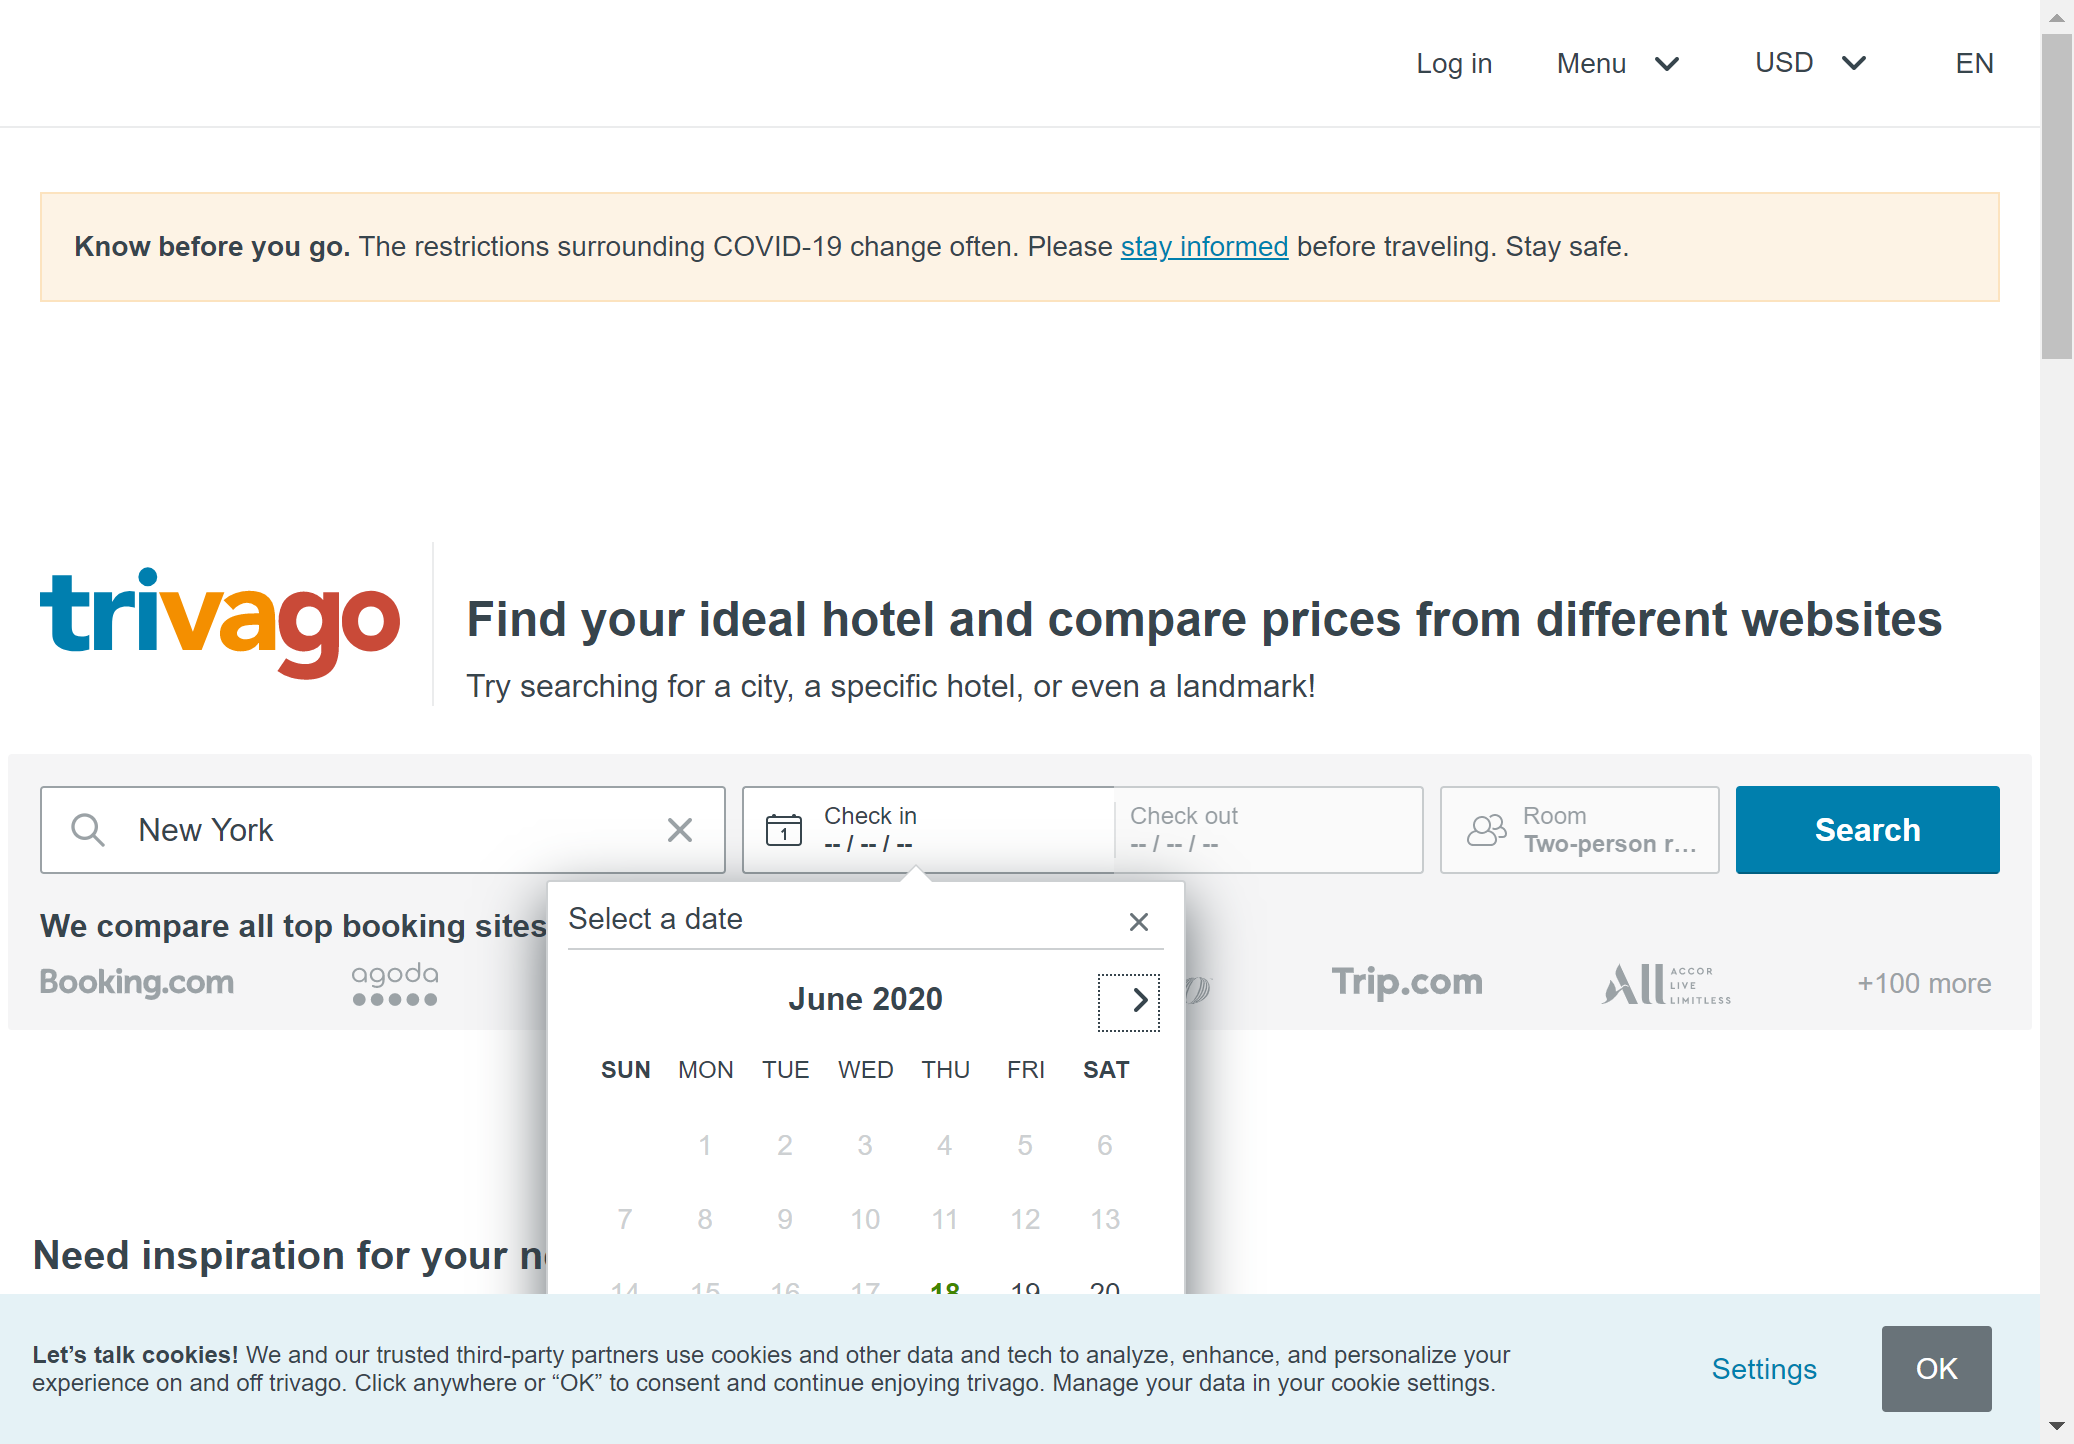 Log in Menu USD EN
Know before you go. The restrictions surrounding COVID-19 change often. Please stay informed before traveling. Stay safe.
trivago
Find your ideal hotel and compare prices from different websites
Try searching for a city, a specific hotel, or even a landmark!
New York
1
Check in
-- / -- / --
Check out
-- / -- / --
Room
Two-person r...
Search
We compare all top booking sites
Booking.com
agoda
Trip.com
All ACCOR
LIVE
LIMITLESS
+100 more
Select a date
June 2020
SUN MON TUE WED THU FRI SAT
1 2 3 4 5 6
7 8 9 10 11 12 13
14 15 16 17 18 19 20
Need inspiration for your
Let’s talk cookies! We and our trusted third-party partners use cookies and other data and tech to analyze, enhance, and personalize your
experience on and off trivago. Click anywhere or “OK” to consent and continue enjoying trivago. Manage your data in your cookie settings.
Settings
OK